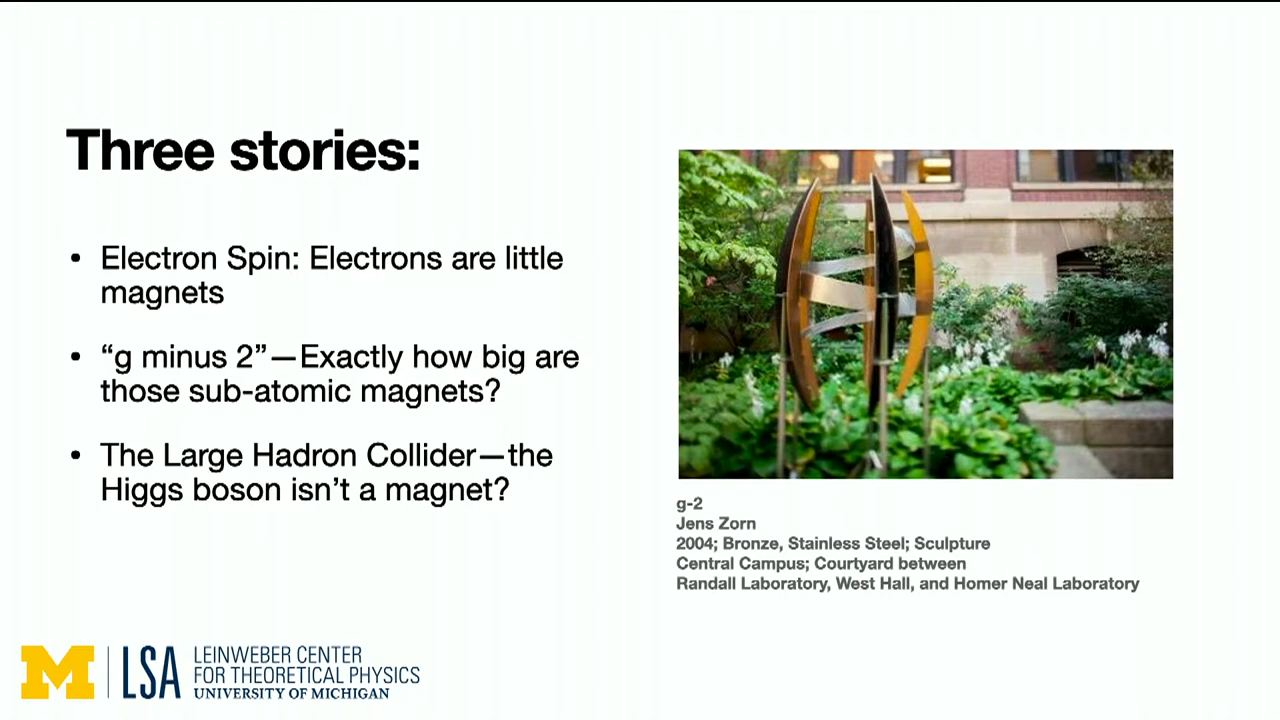 Three stories:
• Electron Spin: Electrons are little
magnets
• “g minus 2”—Exactly how big are
those sub-atomic magnets?
• The Large Hadron Collider—the
Higgs boson isn’t a magnet?
g-2
Jens Zorn
2004; Bronze, Stainless Steel; Sculpture
Central Campus; Courtyard between
Randall Laboratory, West Hall, and Homer Neal Laboratory
M LSA
LEINWEBER CENTER
FOR THEORETICAL PHYSICS
UNIVERSITY OF MICHIGAN